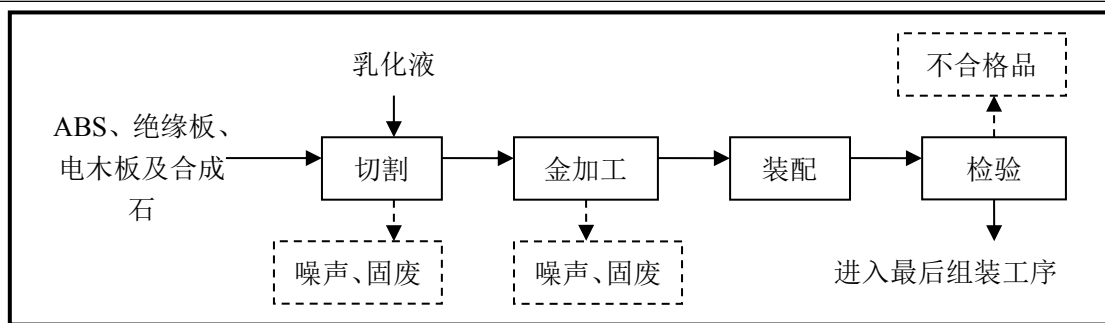 乳化液
不合格品
ABS、绝缘板、
电木板及合成
石
切割
金加工
装配
检验
噪声、固废
噪声、固废
进入最后组装工序